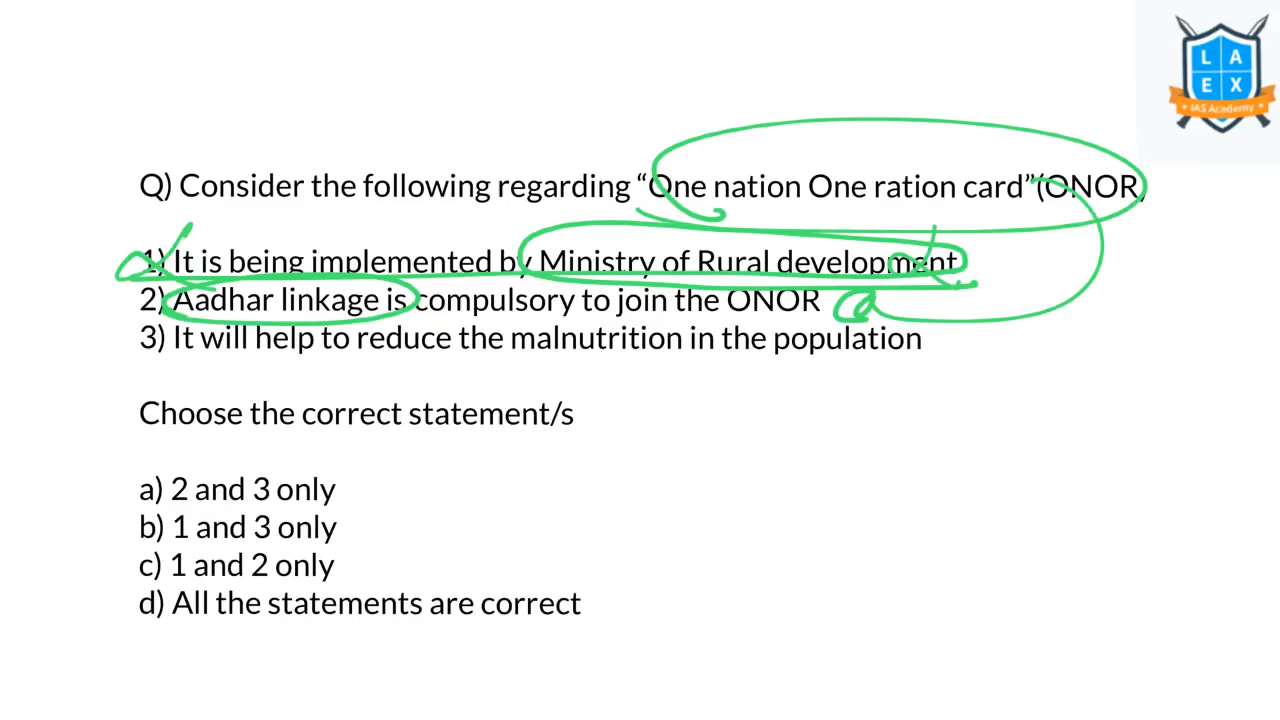 L A
E X
IAS Academy
Q) Consider the following regarding “One nation One ration card”(ONOR)
1) It is being implemented by Ministry of Rural development
2) Aadhar linkage is compulsory to join the ONOR
3) It will help to reduce the malnutrition in the population
Choose the correct statement/s
a) 2 and 3 only
b) 1 and 3 only
c) 1 and 2 only
d) All the statements are correct